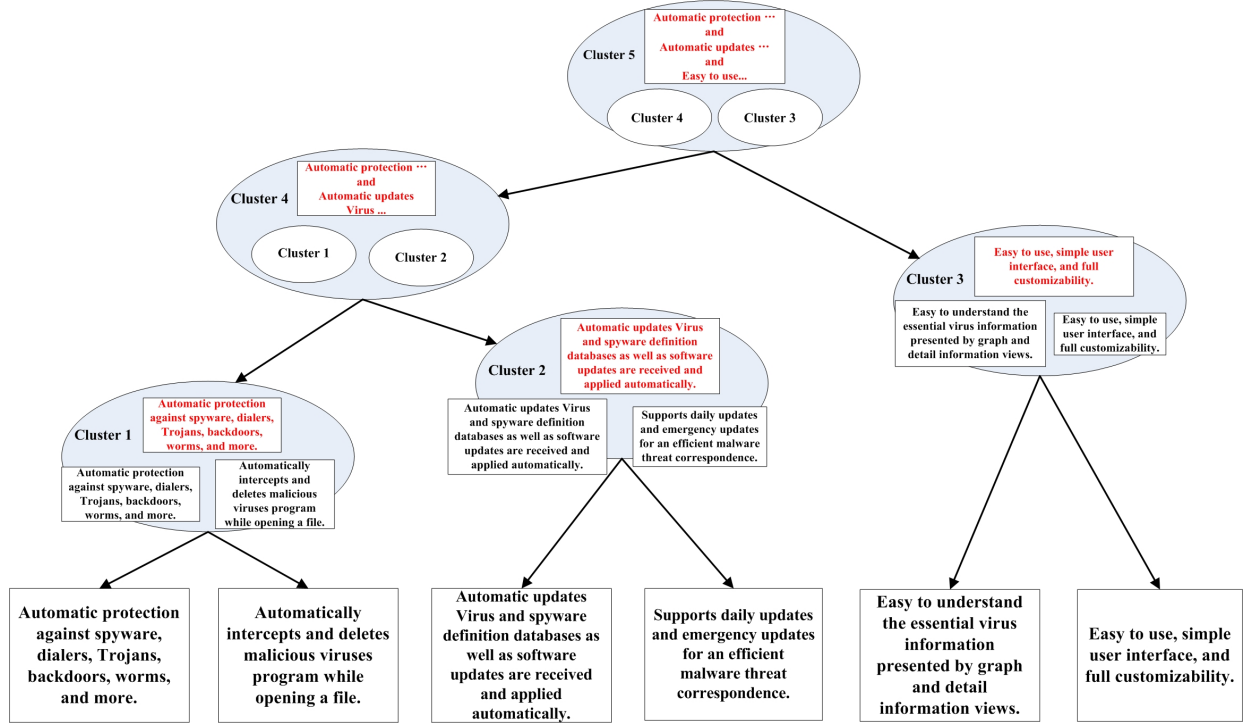 Automatic protection ···
and
Automatic updates ···
and
Easy to use...
Cluster 5
Cluster 4
Cluster 3
Automatic protection ···
and
Automatic updates
Virus ...
Cluster 4
Cluster 1
Cluster 2
Easy to use, simple user
interface, and full
customizability.
Cluster 3
Easy to understand the
essential virus information
presented by graph and
detail information views.
Easy to use, simple
user interface, and
full customizability.
Automatic updates Virus
and spyware definition
databases as well as software
updates are received and
applied automatically.
Cluster 2
Automatic updates Virus
and spyware definition
databases as well as software
updates are received and
applied automatically.
Supports daily updates
and emergency updates
for an efficient malware
threat correspondence.
Automatic protection
against spyware, dialers,
Trojans, backdoors,
worms, and more.
Cluster 1
Automatic protection
against spyware, dialers,
Trojans, backdoors,
worms, and more.
Automatically
intercepts and
deletes malicious
viruses program
while opening a file.
Automatic protection
against spyware,
dialers, Trojans,
backdoors, worms,
and more.
Automatically
intercepts and deletes
malicious viruses
program while
opening a file.
Automatic updates
Virus and spyware
definition databases as
well as software
updates are received
and applied
automatically.
Supports daily updates
and emergency updates
for an efficient
malware threat
correspondence.
Easy to understand
the essential virus
information
presented by graph
and detail
information views.
Easy to use, simple
user interface, and
full customizability.